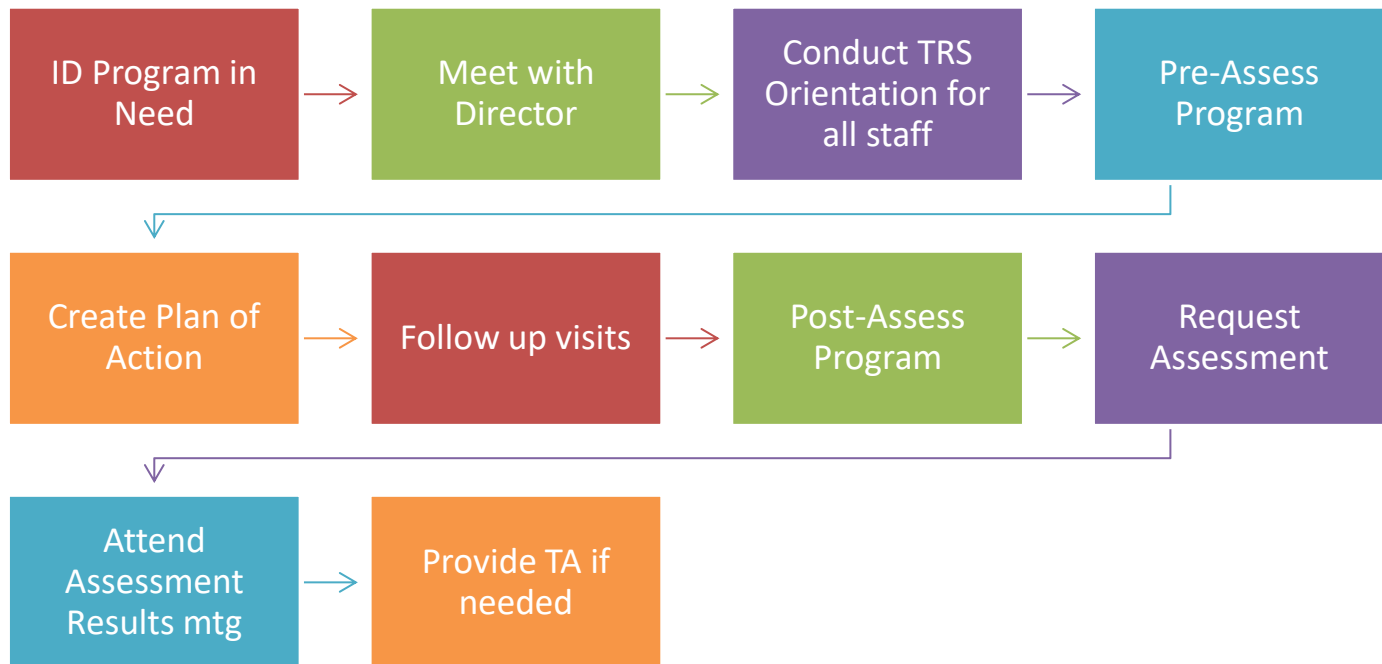 ID Program in
Need
Meet with
Director
Conduct TRS
Orientation for
all staff
Pre-Assess
Program
Create Plan of
Action
Follow up visits
Post-Assess
Program
Request
Assessment
Attend
Assessment
Results mtg
Provide TA if
needed